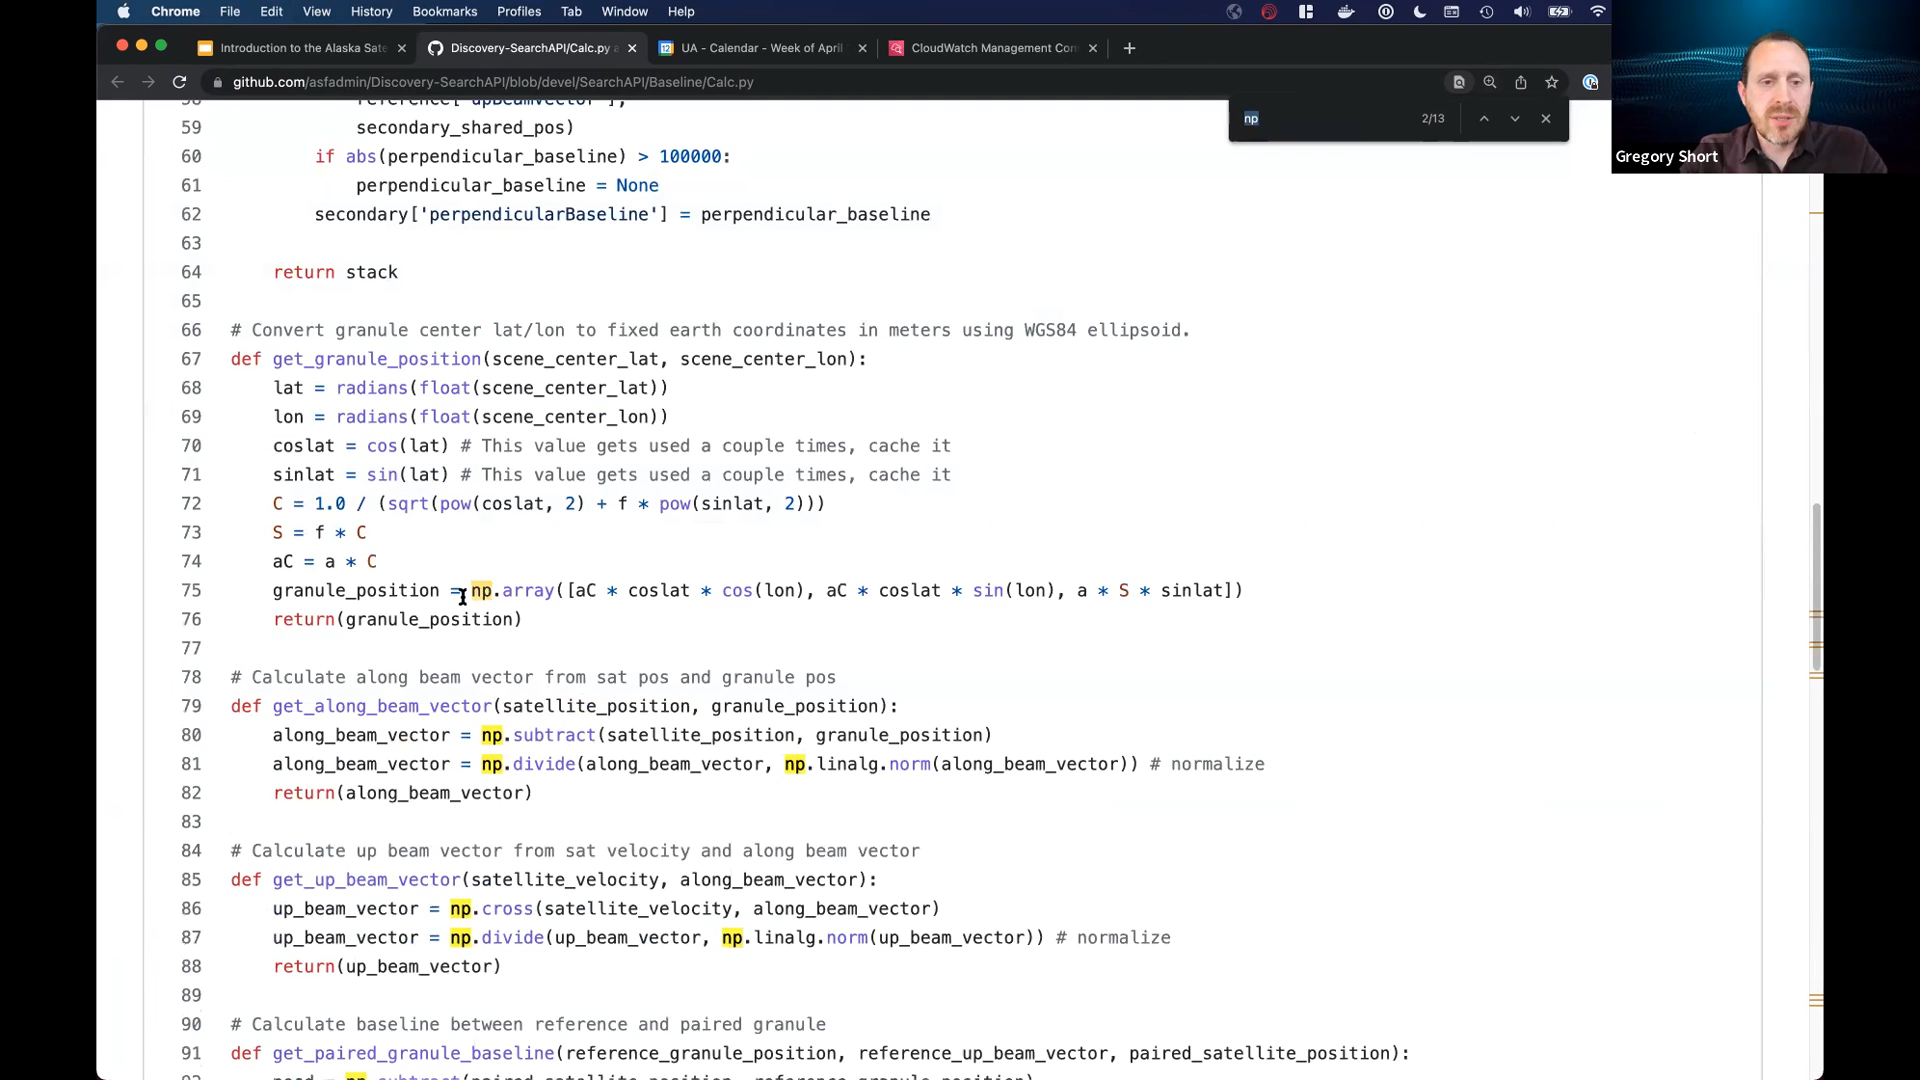 Chrome File Edit View History Bookmarks Profiles Tab Window Help
Introduction to the Alaska Sate × Discovery-SearchAPI/Calc.py a × UA - Calendar - Week of April × CloudWatch Management Con × +
github.com/asfadmin/Discovery-SearchAPI/blob/devel/SearchAPI/Baseline/Calc.py
np 2/13
Gregory Short
58 reference['upBeamVector'],
59 secondary_shared_pos)
60 if abs(perpendicular_baseline) > 100000:
61 perpendicular_baseline = None
62 secondary['perpendicularBaseline'] = perpendicular_baseline
63
64 return stack
65
66 # Convert granule center lat/lon to fixed earth coordinates in meters using WGS84 ellipsoid.
67 def get_granule_position(scene_center_lat, scene_center_lon):
68 lat = radians(float(scene_center_lat))
69 lon = radians(float(scene_center_lon))
70 coslat = cos(lat) # This value gets used a couple times, cache it
71 sinlat = sin(lat) # This value gets used a couple times, cache it
72 C = 1.0 / (sqrt(pow(coslat, 2) + f * pow(sinlat, 2)))
73 S = f * C
74 aC = a * C
75 granule_position = np.array([aC * coslat * cos(lon), aC * coslat * sin(lon), a * S * sinlat])
76 return(granule_position)
77
78 # Calculate along beam vector from sat pos and granule pos
79 def get_along_beam_vector(satellite_position, granule_position):
80 along_beam_vector = np.subtract(satellite_position, granule_position)
81 along_beam_vector = np.divide(along_beam_vector, np.linalg.norm(along_beam_vector)) # normalize
82 return(along_beam_vector)
83
84 # Calculate up beam vector from sat velocity and along beam vector
85 def get_up_beam_vector(satellite_velocity, along_beam_vector):
86 up_beam_vector = np.cross(satellite_velocity, along_beam_vector)
87 up_beam_vector = np.divide(up_beam_vector, np.linalg.norm(up_beam_vector)) # normalize
88 return(up_beam_vector)
89
90 # Calculate baseline between reference and paired granule
91 def get_paired_granule_baseline(reference_granule_position, reference_up_beam_vector, paired_satellite_position):
92 posd = np.subtract(paired_satellite_position, reference_granule_position)